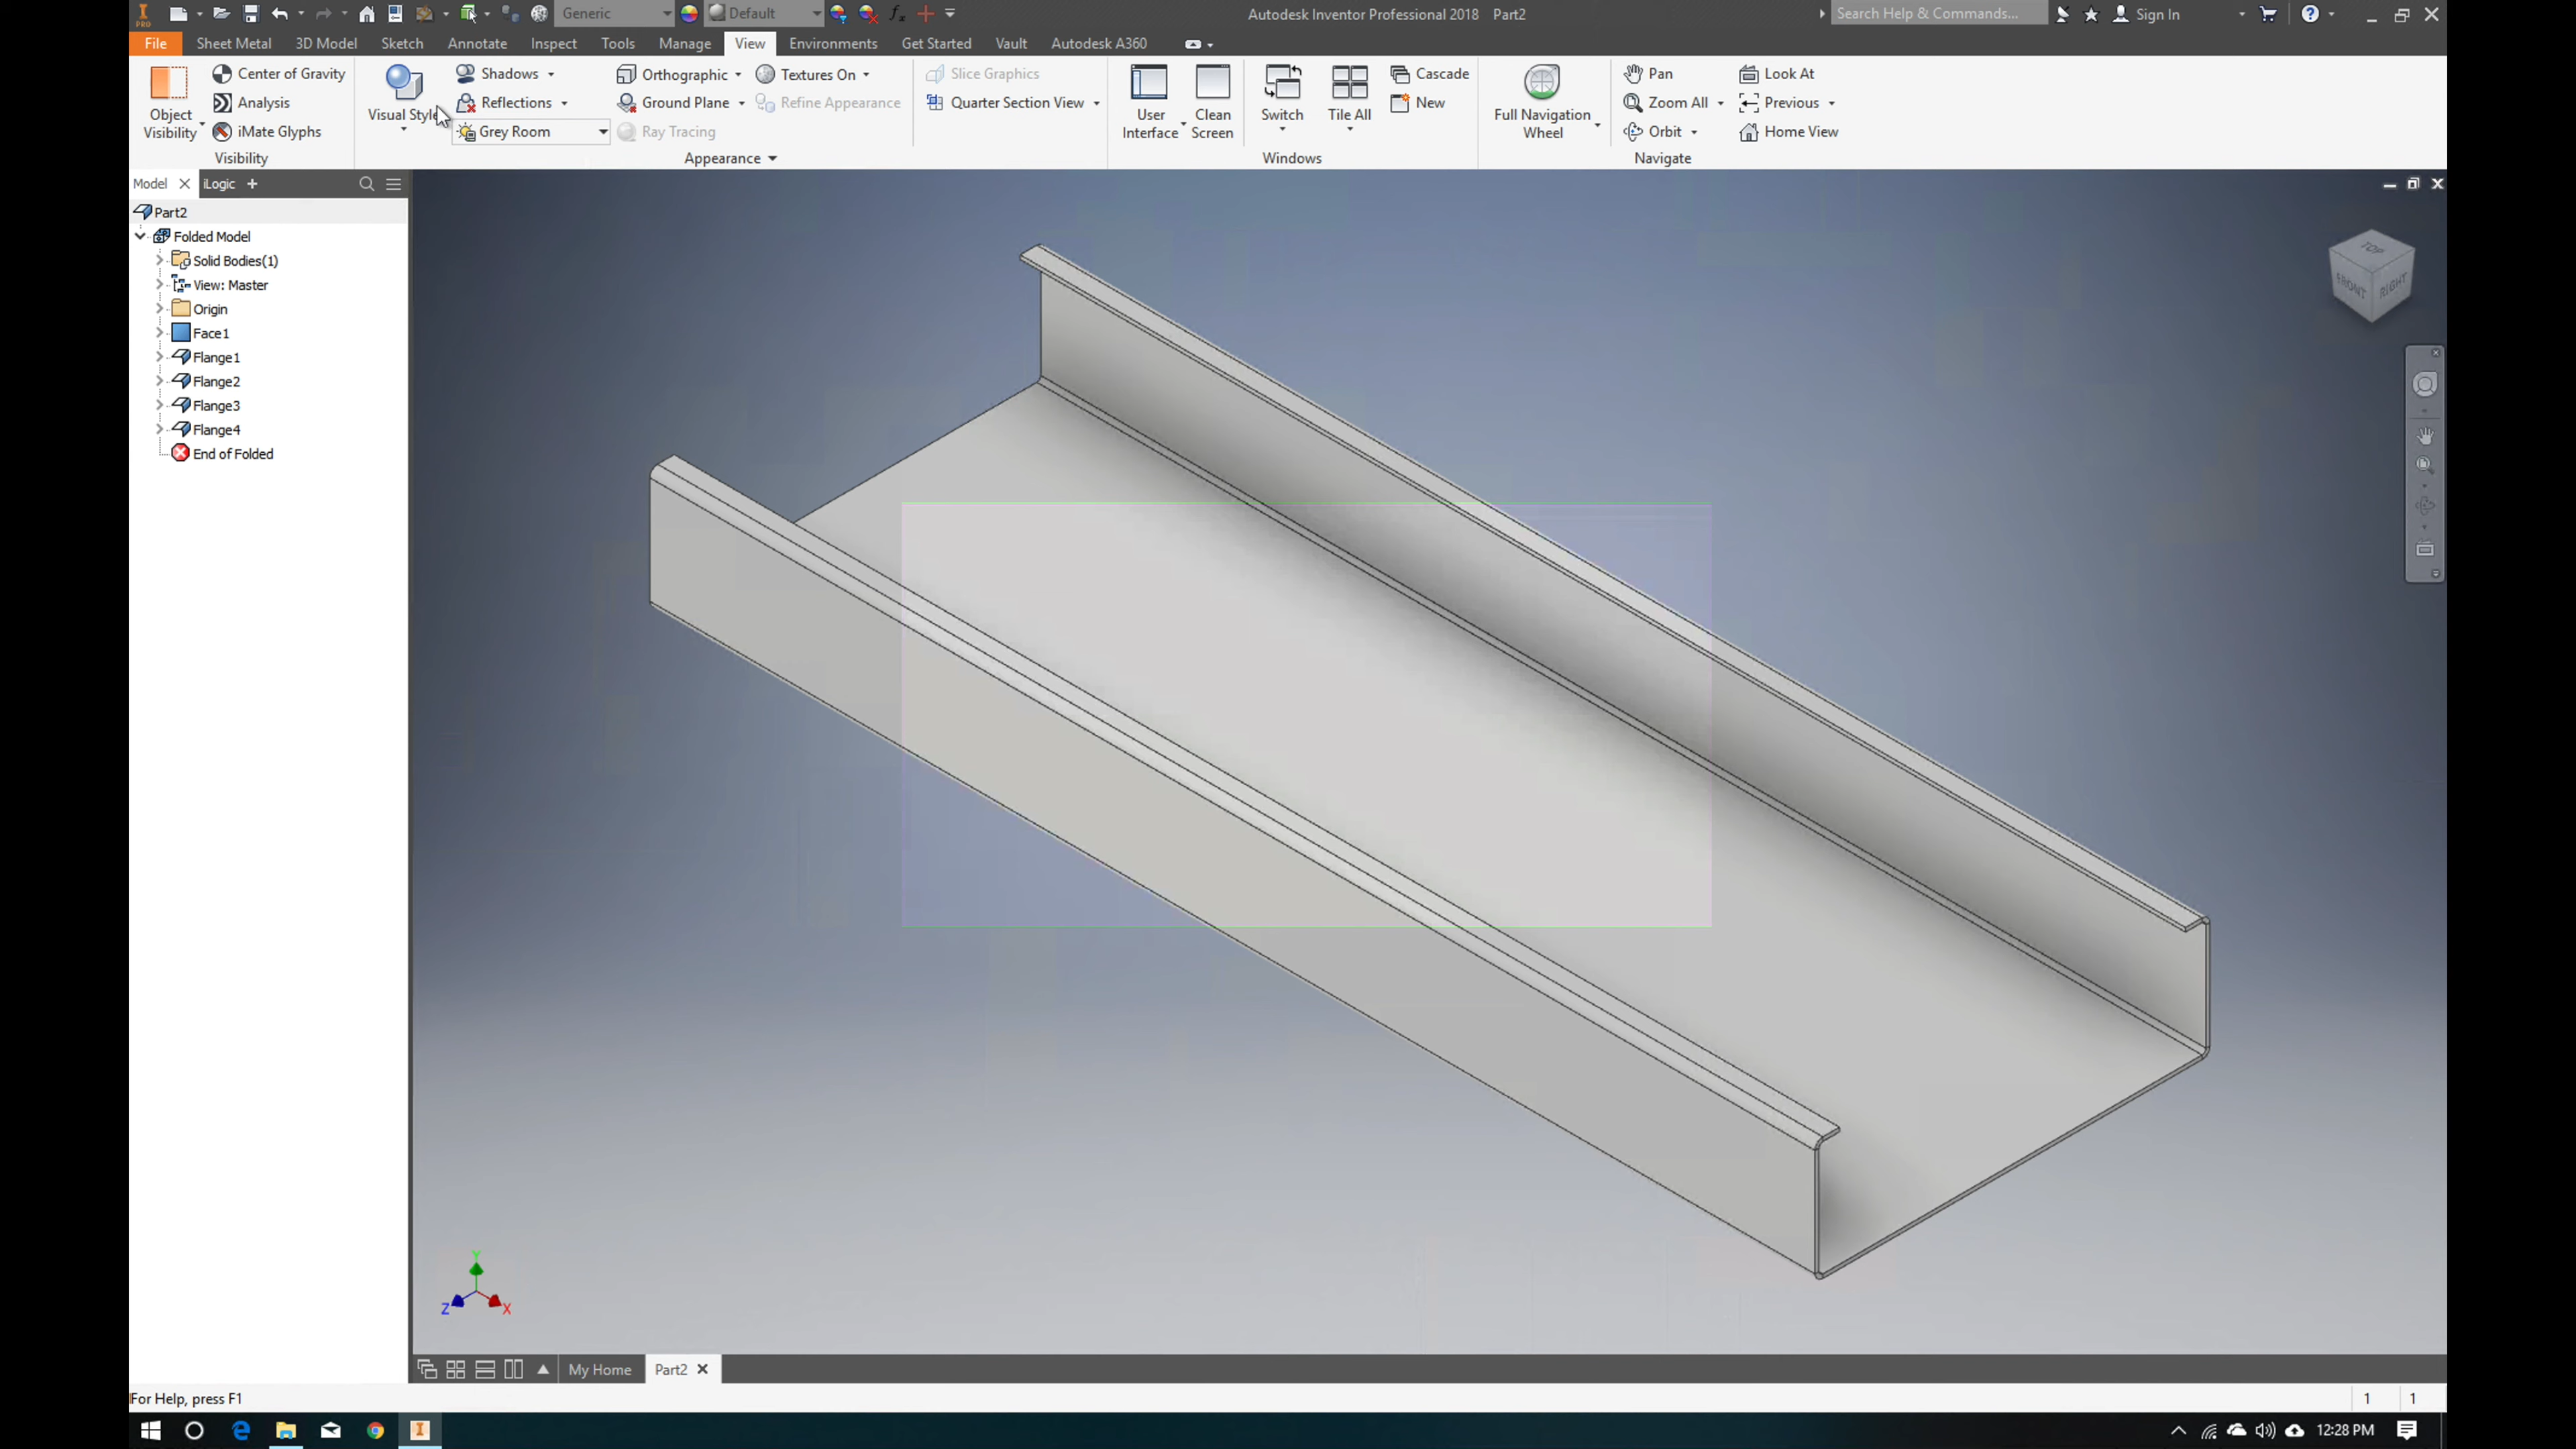 PRO Generic Default Autodesk Inventor Professional 2018 Part2 Search Help & Commands... Sign In
File Sheet Metal 3D Model Sketch Annotate Inspect Tools Manage View Environments Get Started Vault Autodesk A360
Object Visibility
Center of Gravity
Analysis
iMate Glyphs
Visibility
Visual Style
Shadows
Reflections
Grey Room
Orthographic
Ground Plane
Ray Tracing
Textures On
Refine Appearance
Appearance
Slice Graphics
Quarter Section View
User Interface
Clean Screen
Switch
Tile All
Cascade
New
Windows
Full Navigation Wheel
Pan
Zoom All
Orbit
Look At
Previous
Home View
Navigate
Model iLogic
Part2
Folded Model
Solid Bodies(1)
View: Master
Origin
Face1
Flange1
Flange2
Flange3
Flange4
End of Folded
TOP
FRONT RIGHT
Y
Z X
My Home Part2
For Help, press F1 1 1
12:28 PM